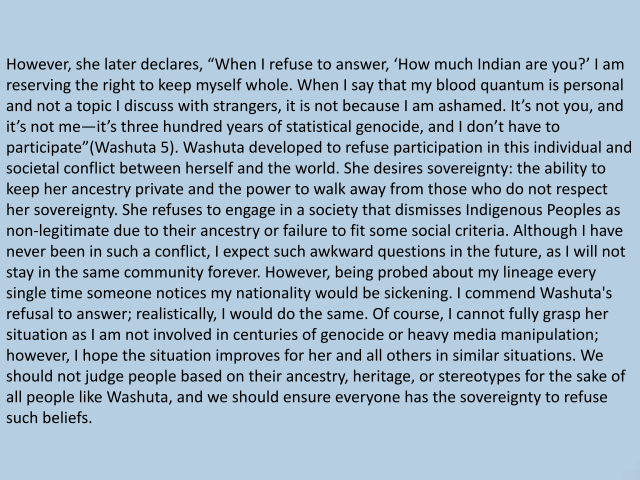 However, she later declares, “When I refuse to answer, ‘How much Indian are you?’ I am
reserving the right to keep myself whole. When I say that my blood quantum is personal
and not a topic I discuss with strangers, it is not because I am ashamed. It’s not you, and
it’s not me—it’s three hundred years of statistical genocide, and I don’t have to
participate”(Washuta 5). Washuta developed to refuse participation in this individual and
societal conflict between herself and the world. She desires sovereignty: the ability to
keep her ancestry private and the power to walk away from those who do not respect
her sovereignty. She refuses to engage in a society that dismisses Indigenous Peoples as
non-legitimate due to their ancestry or failure to fit some social criteria. Although I have
never been in such a conflict, I expect such awkward questions in the future, as I will not
stay in the same community forever. However, being probed about my lineage every
single time someone notices my nationality would be sickening. I commend Washuta's
refusal to answer; realistically, I would do the same. Of course, I cannot fully grasp her
situation as I am not involved in centuries of genocide or heavy media manipulation;
however, I hope the situation improves for her and all others in similar situations. We
should not judge people based on their ancestry, heritage, or stereotypes for the sake of
all people like Washuta, and we should ensure everyone has the sovereignty to refuse
such beliefs.